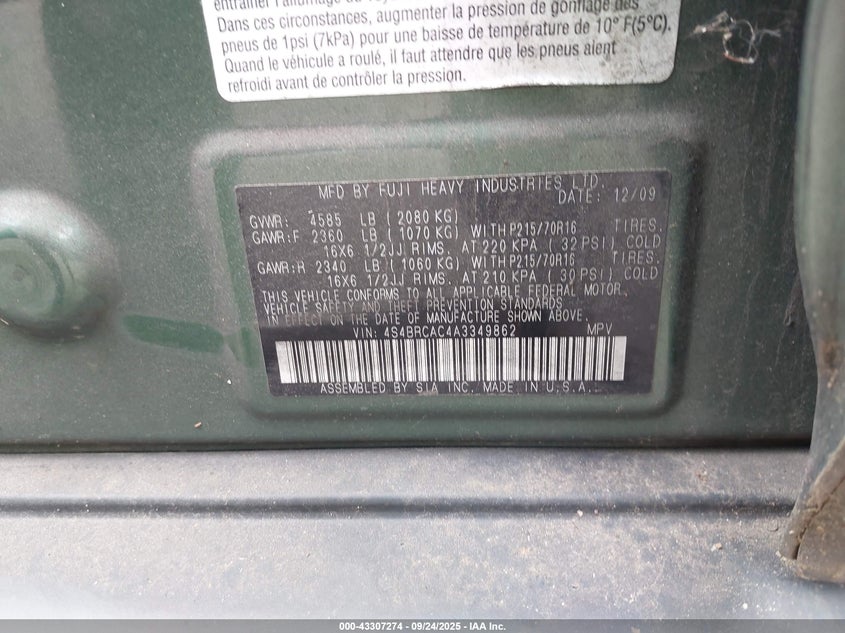 Dans ces circonstances, augmenter la pression de gonflage des
pneus de 1psi (7kPa) pour une baisse de température de 10° F(5°C).
Quand le véhicule a roulé, il faut attendre que les pneus aient
refroidi avant de contrôler la pression.
MFD BY FUJI HEAVY INDUSTRIES LTD.
DATE: 12/09
GVWR: 4585 LB (2080 KG)
GAWR:F 2360 LB (1070 KG) WITH P215/70R16 TIRES.
16X6 1/2JJ RIMS, AT 220 KPA (32 PSI) COLD
GAWR:R 2340 LB (1060 KG) WITH P215/70R16 TIRES.
16X6 1/2JJ RIMS, AT 210 KPA (30 PSI) COLD
THIS VEHICLE CONFORMS TO ALL APPLICABLE FEDERAL MOTOR
VEHICLE SAFETY AND THEFT PREVENTION STANDARDS
IN EFFECT ON THE DATE OF MANUFACTURE SHOWN ABOVE.
VIN: 4S4BRCAC4A3349862 MPV
ASSEMBLED BY SIA INC. MADE IN U.S.A.
000-43307274 - 09/24/2025 - IAA Inc.